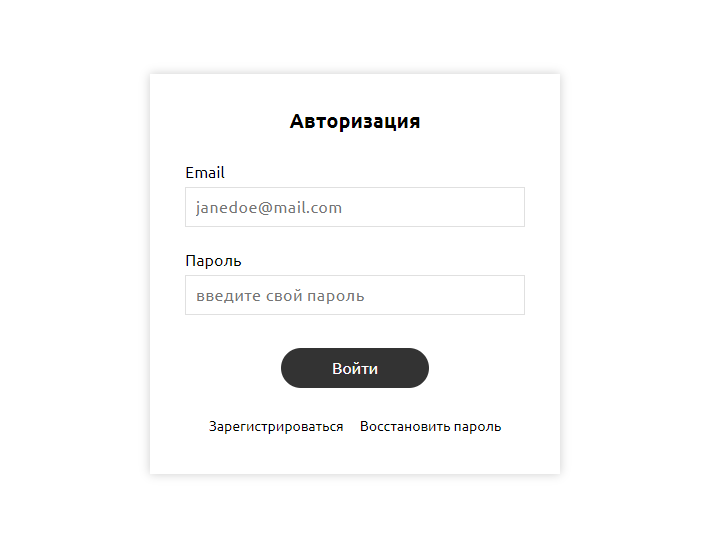 Авторизация
Email
janedoe@mail.com
Пароль
введите свой пароль
Войти
Зарегистрироваться Восстановить пароль